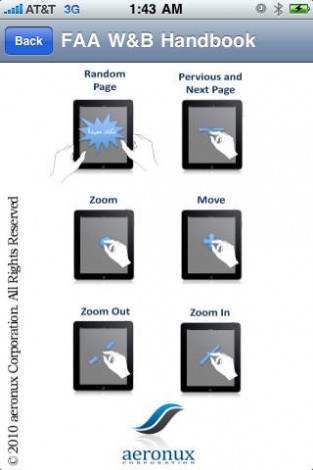 AT&T 3G 1:43 AM
Back FAA W&B Handbook
Random
Page
Pervious and
Next Page
Zoom
Move
Zoom Out
Zoom In
© 2010 aeronux Corporation. All Rights Reserved
aeronux
CORPORATION